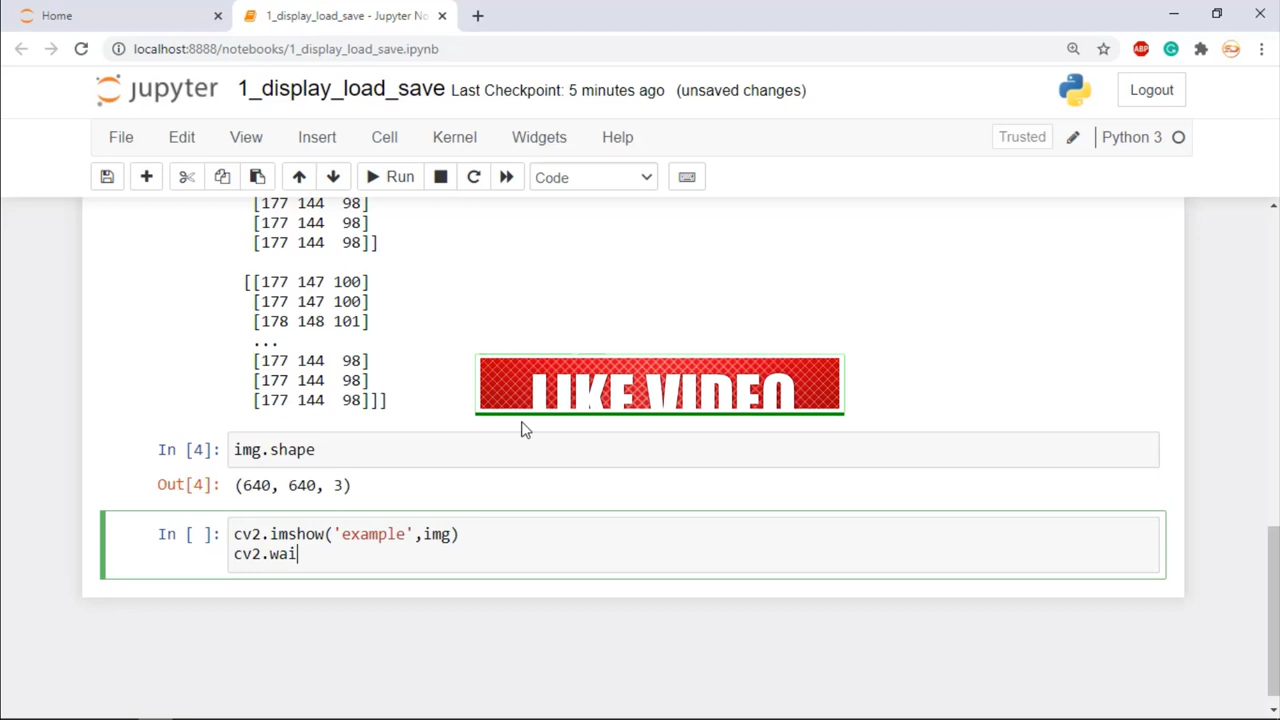 Home
1_display_load_save - Jupyter No
localhost:8888/notebooks/1_display_load_save.ipynb
ABP
jupyter 1_display_load_save Last Checkpoint: 5 minutes ago (unsaved changes)
Logout
File Edit View Insert Cell Kernel Widgets Help
Trusted Python 3
Run Code
[177 144 98]
[177 144 98]
[177 144 98]]
[[177 147 100]
[177 147 100]
[178 148 101]
...
[177 144 98]
[177 144 98]
[177 144 98]]]
LIKE VIDEO
In [4]: img.shape
Out[4]: (640, 640, 3)
In [ ]: cv2.imshow('example',img)
cv2.wai